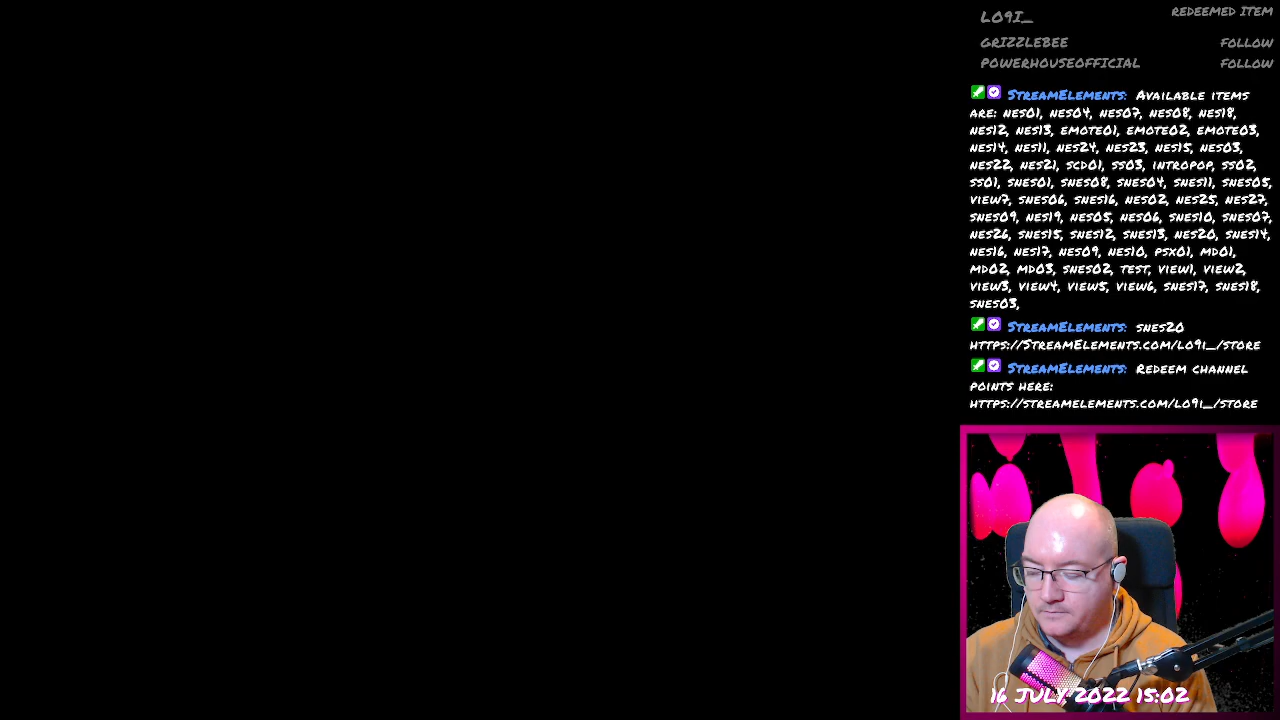 LO9I_ REDEEMED ITEM
GRIZZLEBEE FOLLOW
POWERHOUSEOFFICIAL FOLLOW
StreamElements: Available items
are: nes01, nes04, nes07, nes08, nes18,
nes12, nes13, emote01, emote02, emote03,
nes14, nes11, nes24, nes23, nes15, nes03,
nes22, nes21, scd01, ss03, intropop, ss02,
ss01, snes01, snes08, snes04, snes11, snes05,
view7, snes06, snes16, nes02, nes25, nes27,
snes09, nes19, nes05, nes06, snes10, snes07,
nes26, snes15, snes12, snes13, nes20, snes14,
nes16, nes17, nes09, nes10, psx01, md01,
md02, md03, snes02, test, view1, view2,
view3, view4, view5, view6, snes17, snes18,
snes03,
StreamElements: snes20
https://StreamElements.com/lo9i_/store
StreamElements: Redeem channel
points here:
https://streamelements.com/lo9i_/store
16 JULY 2022 15:02